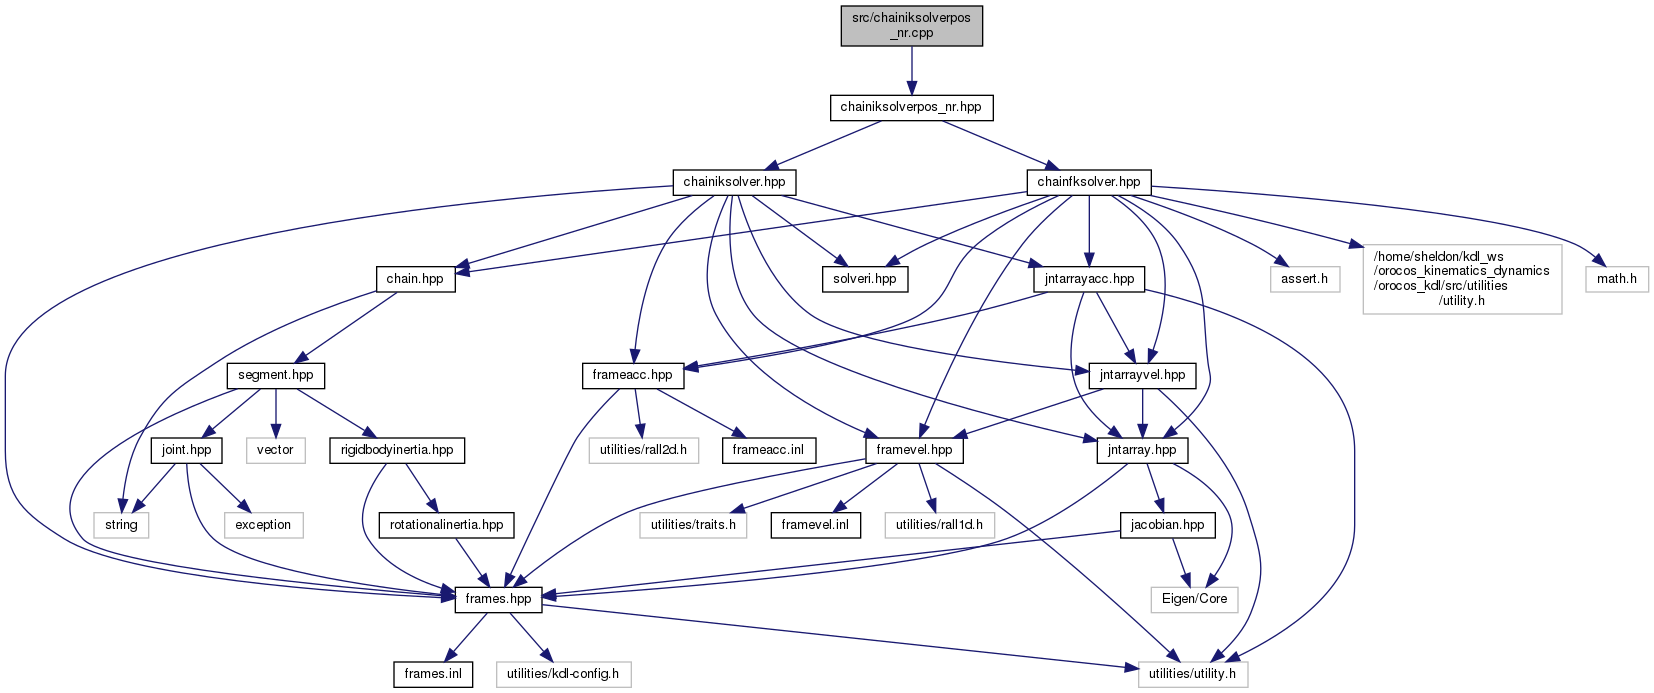 src/chainiksolverpos
_nr.cpp
chainiksolverpos_nr.hpp
chainiksolver.hpp
chainfksolver.hpp
chain.hpp
solveri.hpp
jntarrayacc.hpp
assert.h
/home/sheldon/kdl_ws
/orocos_kinematics_dynamics
/orocos_kdl/src/utilities
/utility.h
math.h
segment.hpp
frameacc.hpp
jntarrayvel.hpp
joint.hpp
vector
rigidbodyinertia.hpp
utilities/rall2d.h
frameacc.inl
framevel.hpp
jntarray.hpp
string
exception
rotationalinertia.hpp
utilities/traits.h
framevel.inl
utilities/rall1d.h
jacobian.hpp
frames.hpp
Eigen/Core
frames.inl
utilities/kdl-config.h
utilities/utility.h